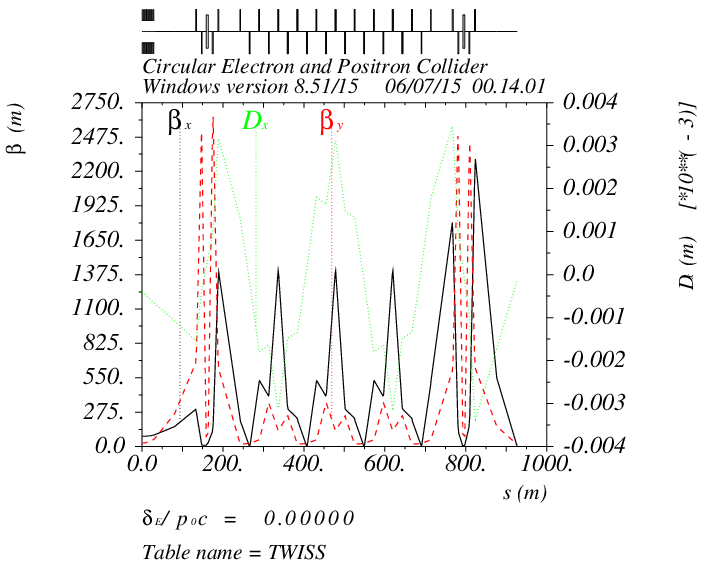 Circular Electron and Positron Collider
Windows version 8.51/15 06/07/15 00.14.01
β (m)
2750.
2475.
2200.
1925.
1650.
1375.
1100.
825.
550.
275.
0.0
βx Dx βy
0.004
0.003
0.002
0.001
0.0
-0.001
-0.002
-0.003
-0.004
Dx (m) [*10**( - 3)]
0.0 200. 400. 600. 800. 1000.
s (m)
δE/ p0c = 0.00000
Table name = TWISS